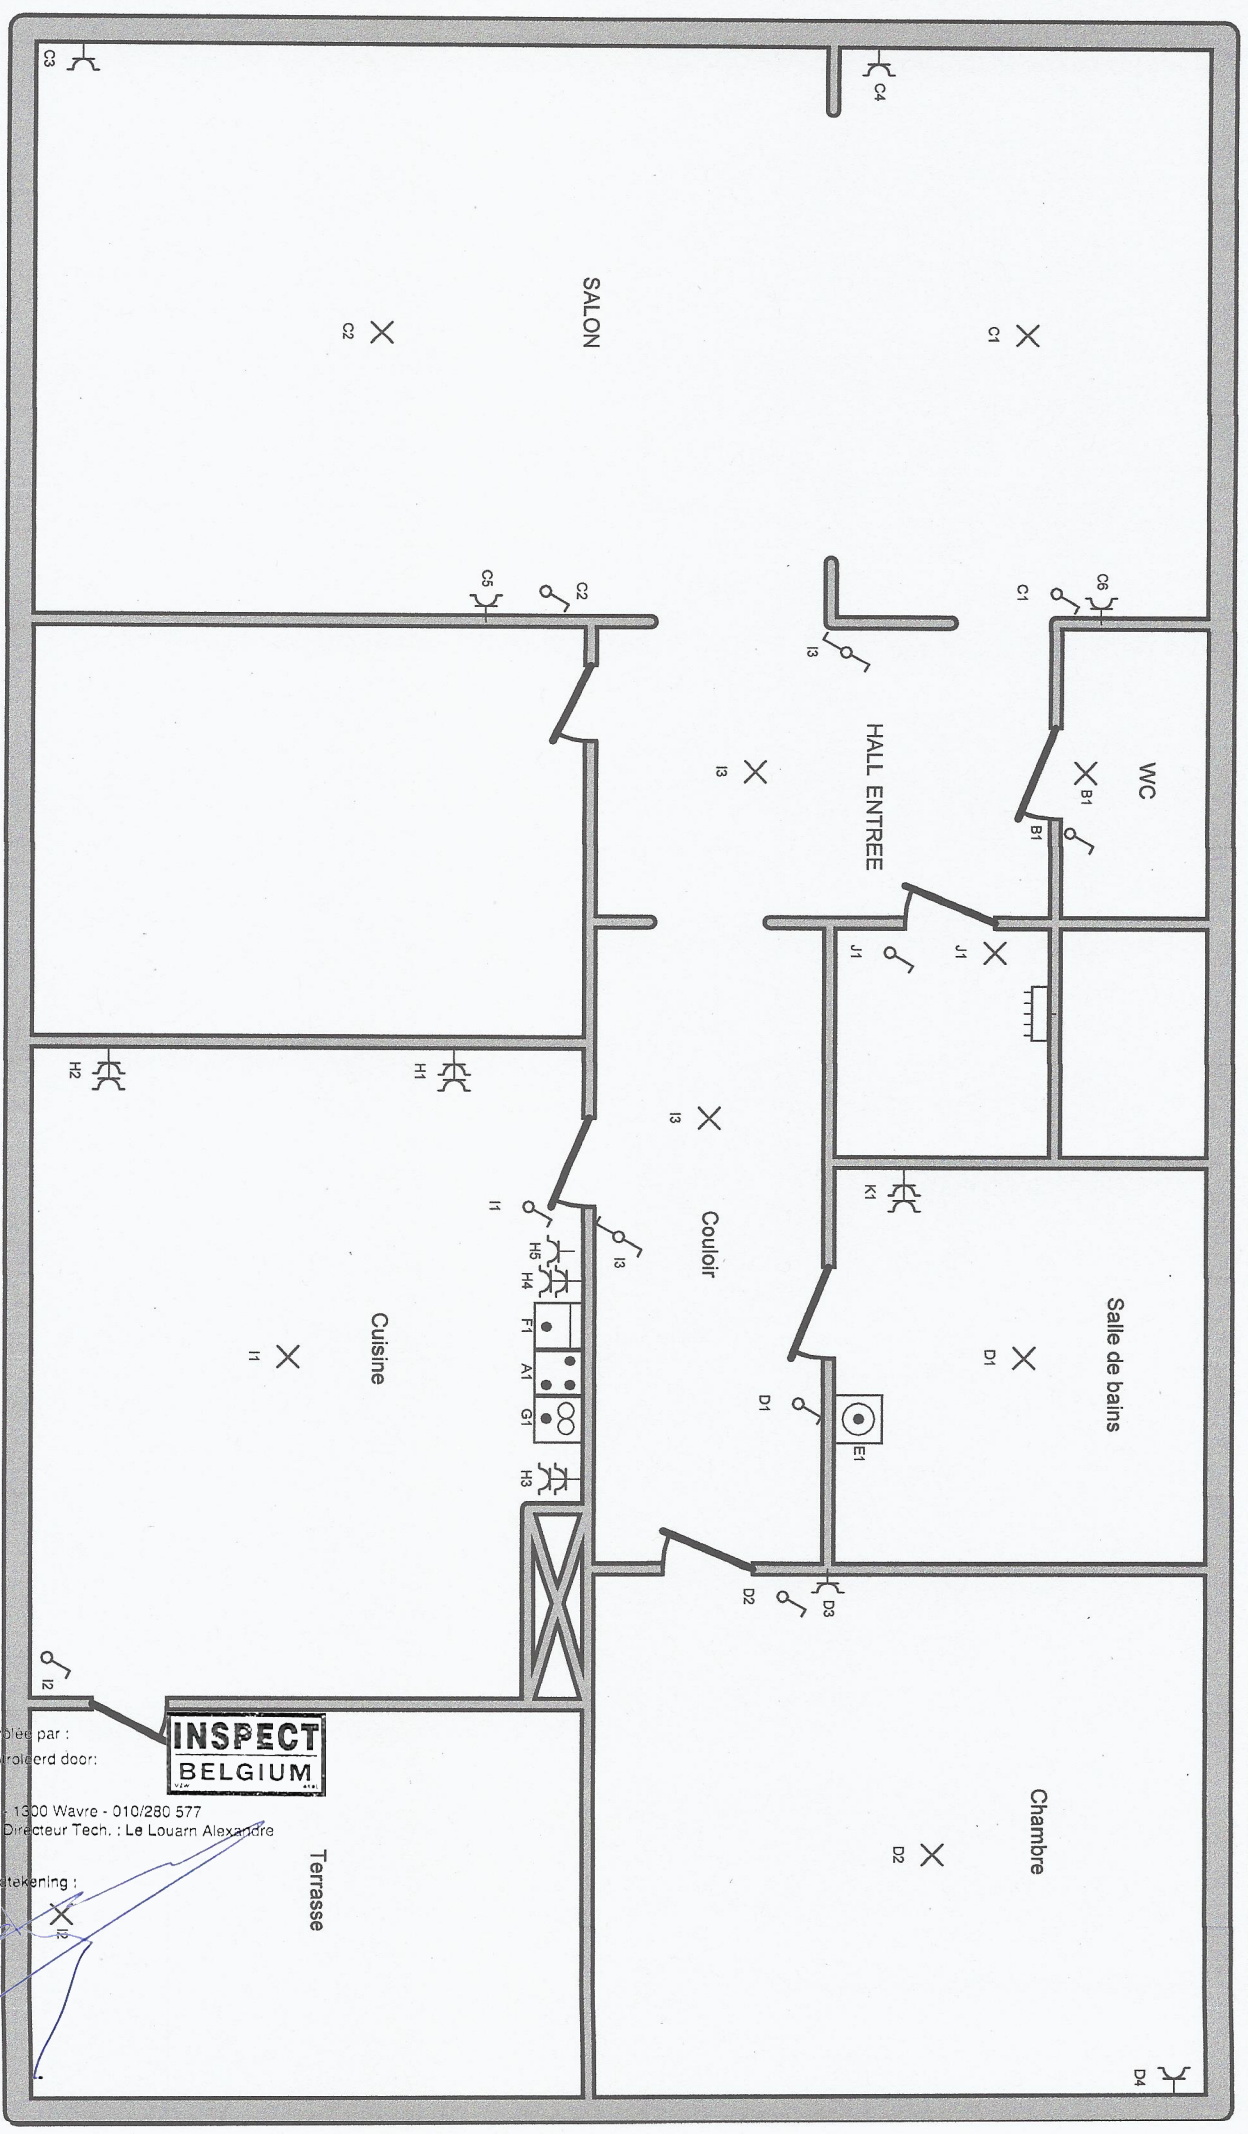 C3
C4
SALON
C2
C1
C5
C2
C1
C6
I3
HALL ENTREE
WC
B1
B1
I3
J1
J1
H2
H1
I3
K1
I1
H5
I3
Couloir
H4
F1
A1
G1
H3
Cuisine
I1
Salle de bains
D1
D1
E1
D2
D3
I2
INSPECT
BELGIUM
par :
door:
- 1300 Wavre - 010/280 577
Directeur Tech. : Le Louarn Alexandre
Chambre
D2
Terrasse
I2
D4